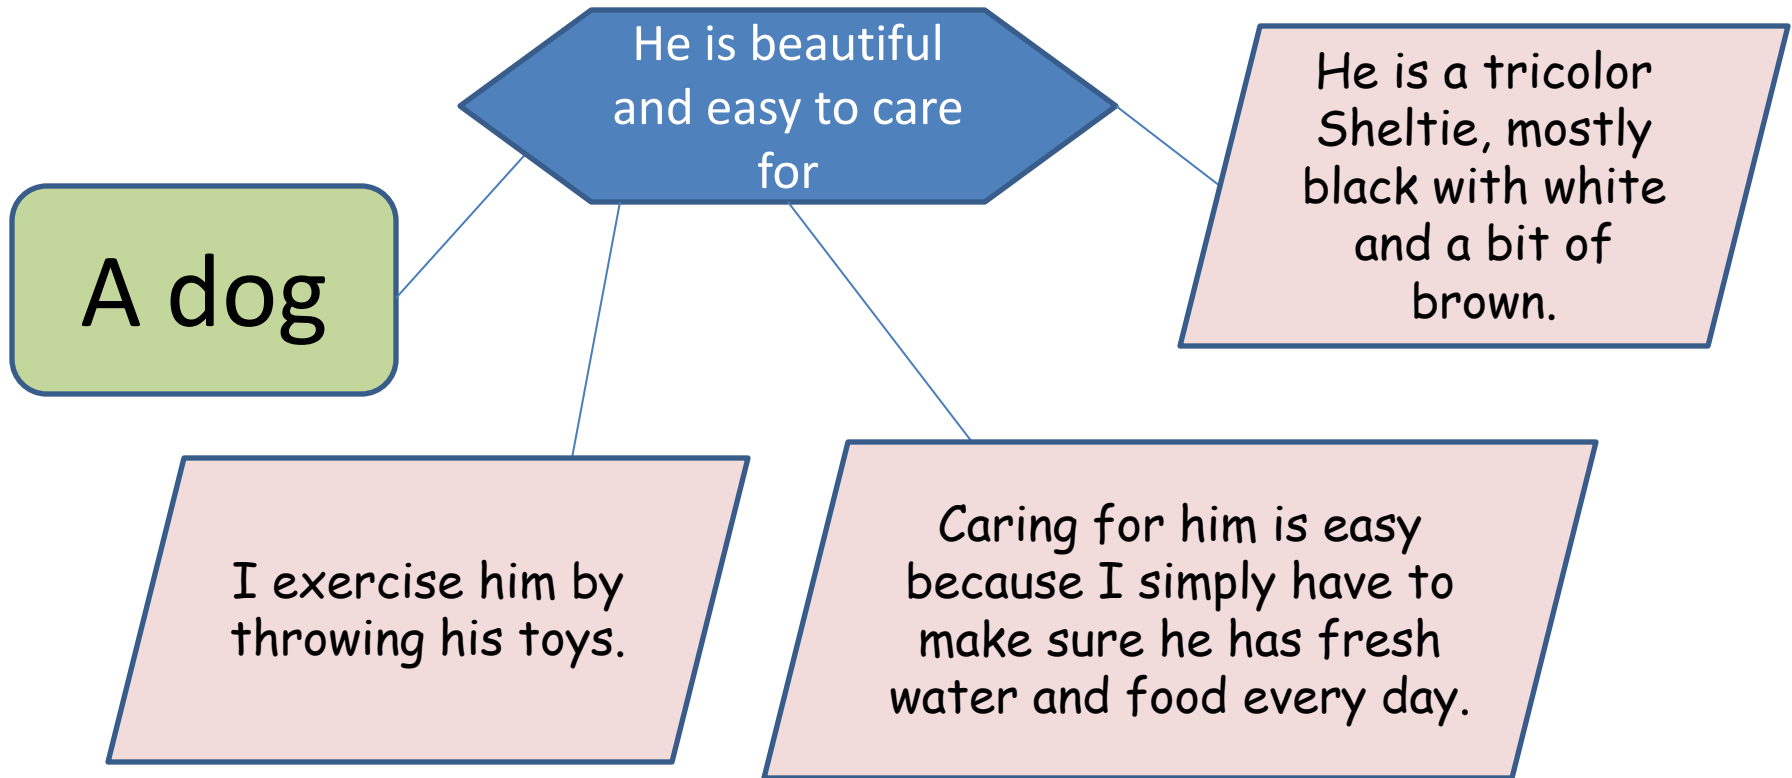 He is beautiful
and easy to care
for
He is a tricolor
Sheltie, mostly
black with white
and a bit of
brown.
A dog
I exercise him by
throwing his toys.
Caring for him is easy
because I simply have to
make sure he has fresh
water and food every day.